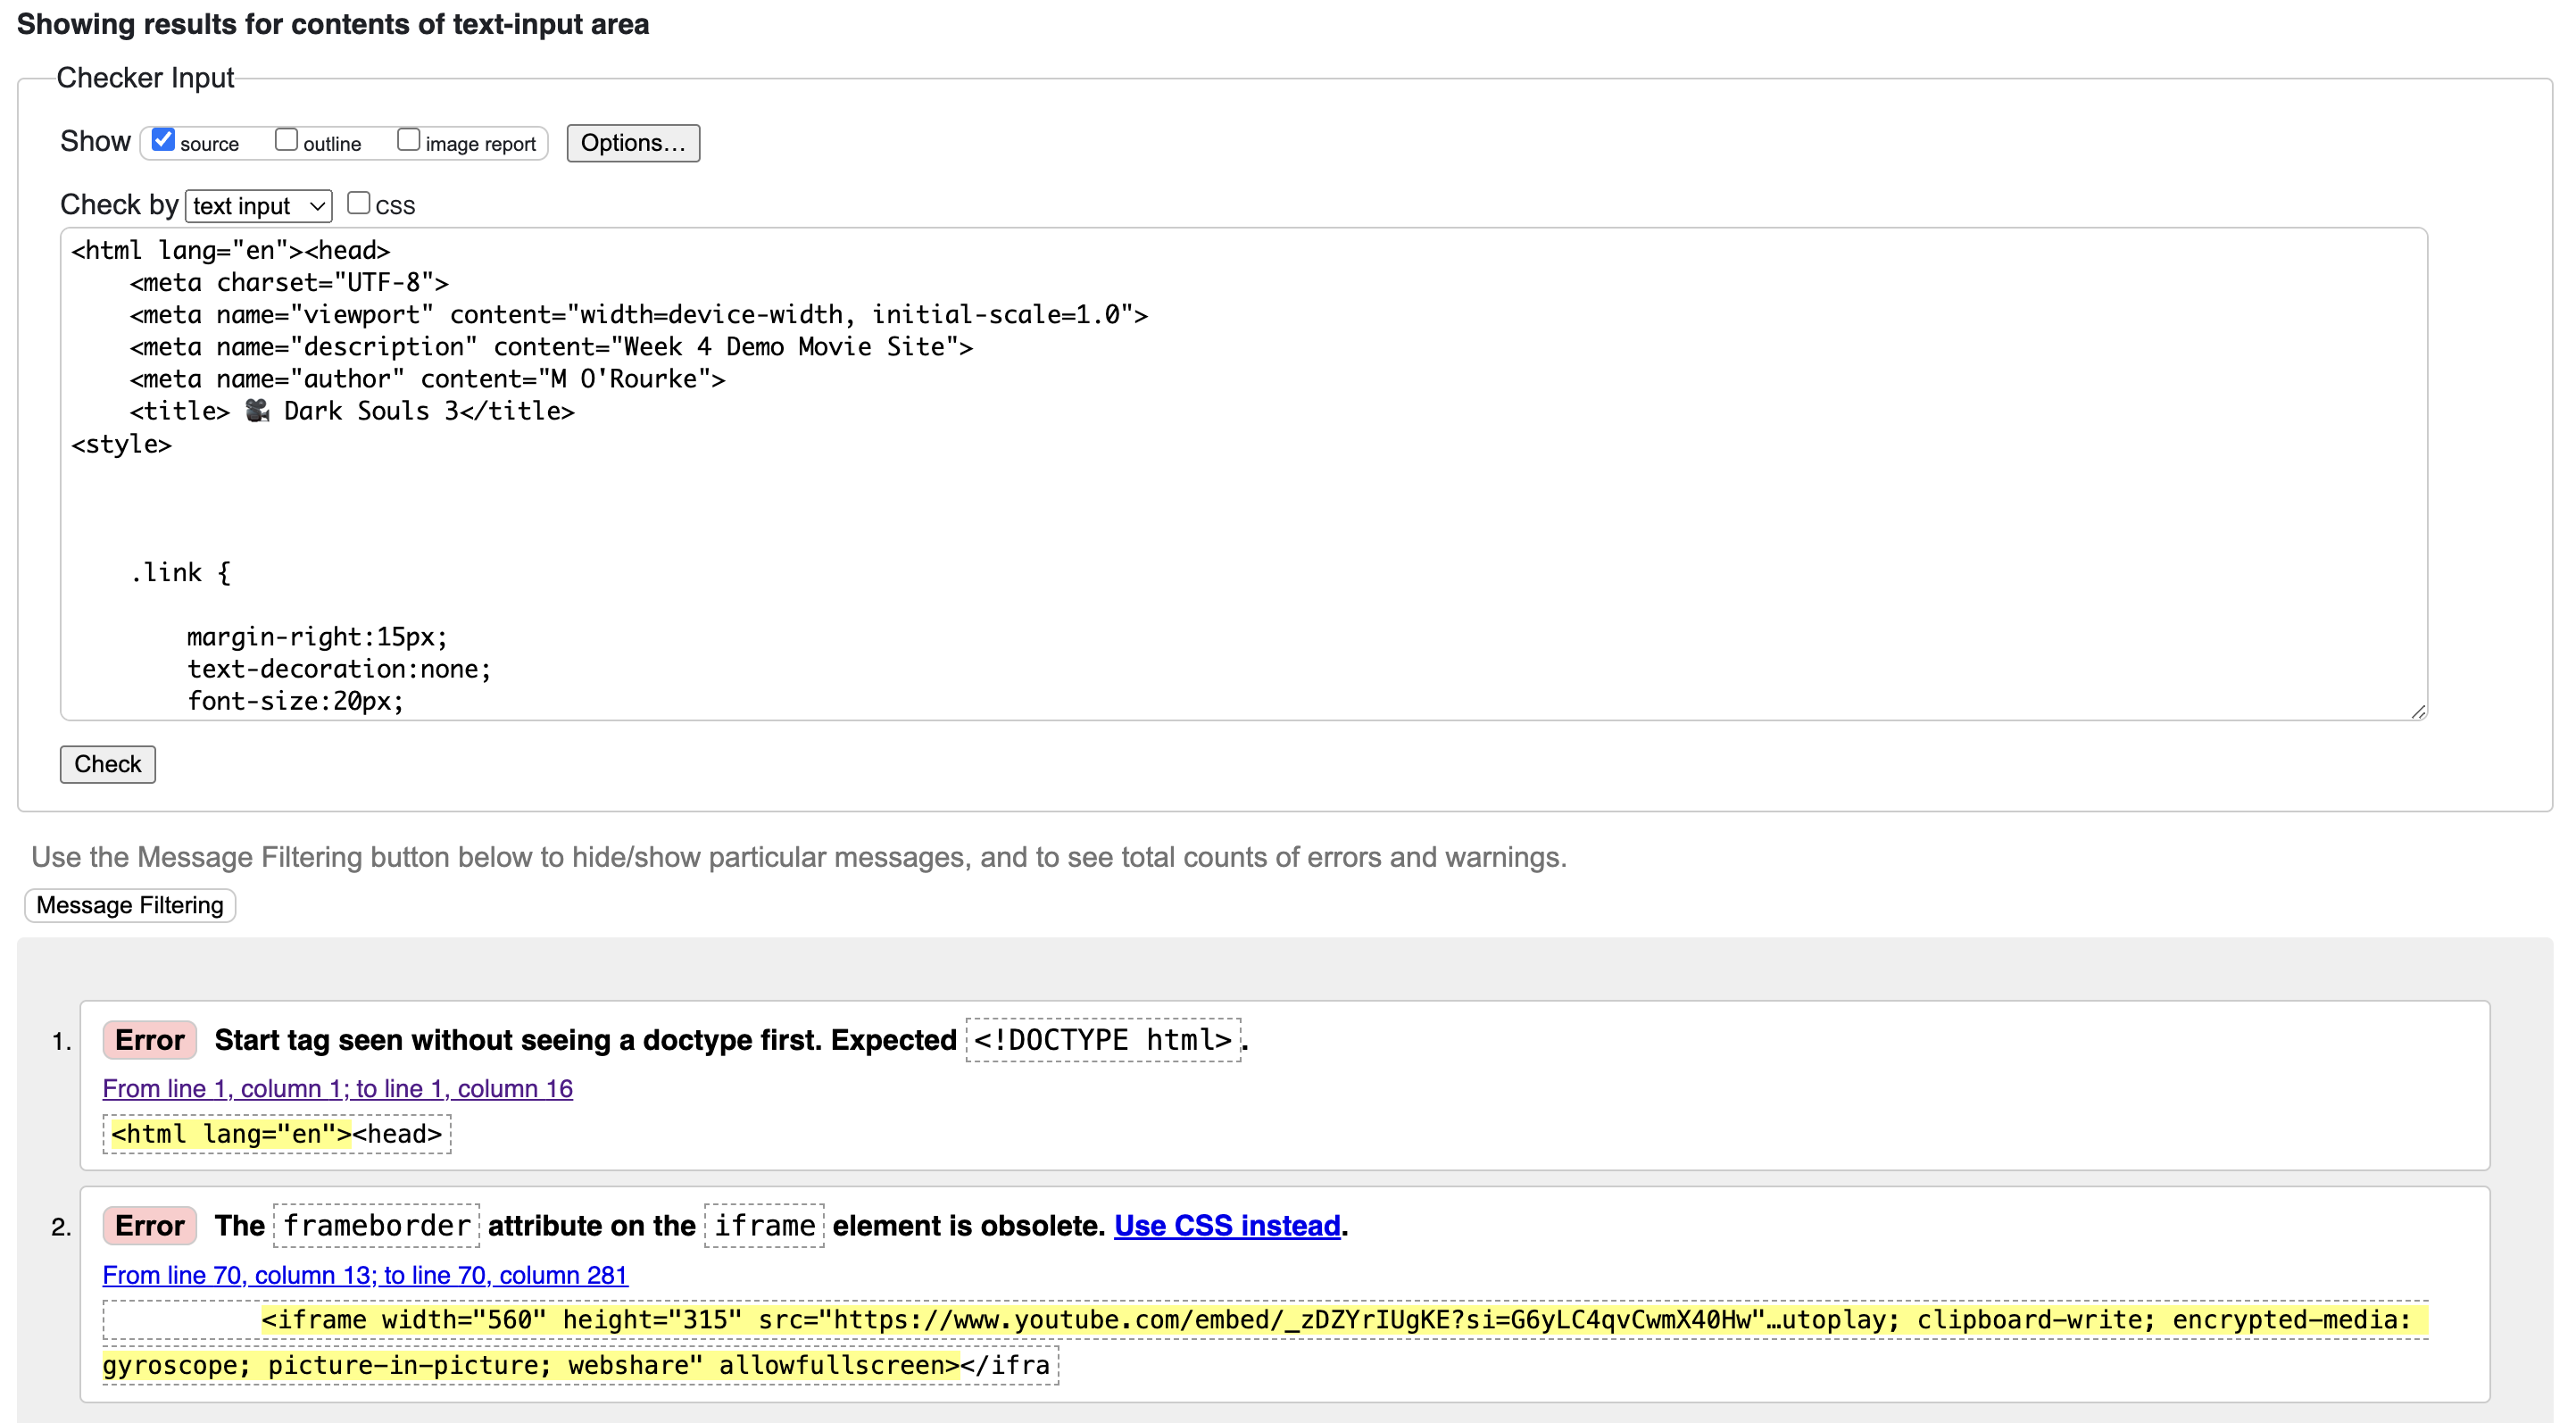 Showing results for contents of text-input area
Checker Input
Show source outline image report Options...
Check by text input CSS
<html lang="en"><head>
    <meta charset="UTF-8">
    <meta name="viewport" content="width=device-width, initial-scale=1.0">
    <meta name="description" content="Week 4 Demo Movie Site">
    <meta name="author" content="M O'Rourke">
    <title> 🎥 Dark Souls 3</title>
<style>
    .link {
        margin-right:15px;
        text-decoration:none;
        font-size:20px;
Check
Use the Message Filtering button below to hide/show particular messages, and to see total counts of errors and warnings.
Message Filtering
1. Error Start tag seen without seeing a doctype first. Expected <!DOCTYPE html>.
From line 1, column 1; to line 1, column 16
<html lang="en"><head>
2. Error The frameborder attribute on the iframe element is obsolete. Use CSS instead.
From line 70, column 13; to line 70, column 281
<iframe width="560" height="315" src="https://www.youtube.com/embed/_zDZYrIUgKE?si=G6yLC4qvCwmX40Hw"…utoplay; clipboard-write; encrypted-media:
gyroscope; picture-in-picture; webshare" allowfullscreen></ifra